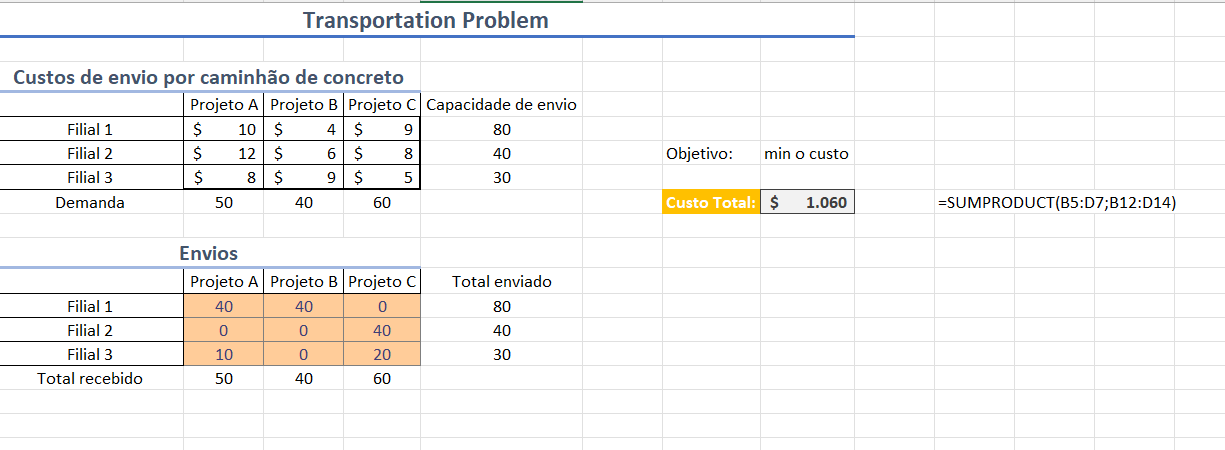 Transportation Problem
Custos de envio por caminhão de concreto
Projeto A Projeto B Projeto C Capacidade de envio
Filial 1 $ 10 $ 4 $ 9 80
Filial 2 $ 12 $ 6 $ 8 40 Objetivo: min o custo
Filial 3 $ 8 $ 9 $ 5 30
Demanda 50 40 60 Custo Total: $ 1.060 =SUMPRODUCT(B5:D7;B12:D14)
Envios
Projeto A Projeto B Projeto C Total enviado
Filial 1 40 40 0 80
Filial 2 0 0 40 40
Filial 3 10 0 20 30
Total recebido 50 40 60